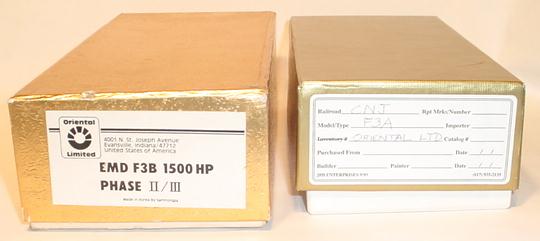 Oriental
Limited
4001 N. St. Joseph Avenue
Evansville, Indiana/47712
United States of America
EMD F3B 1500 HP
PHASE II/III
Made in Korea by Samhongsa
Railroad CNJ Rpt Mrks/Number
Model/Type F3A Importer
Inventory # ORIENTAL LTD Catalog #
Purchased From Date / /
Builder Painter Date / /
ENTERPRISES